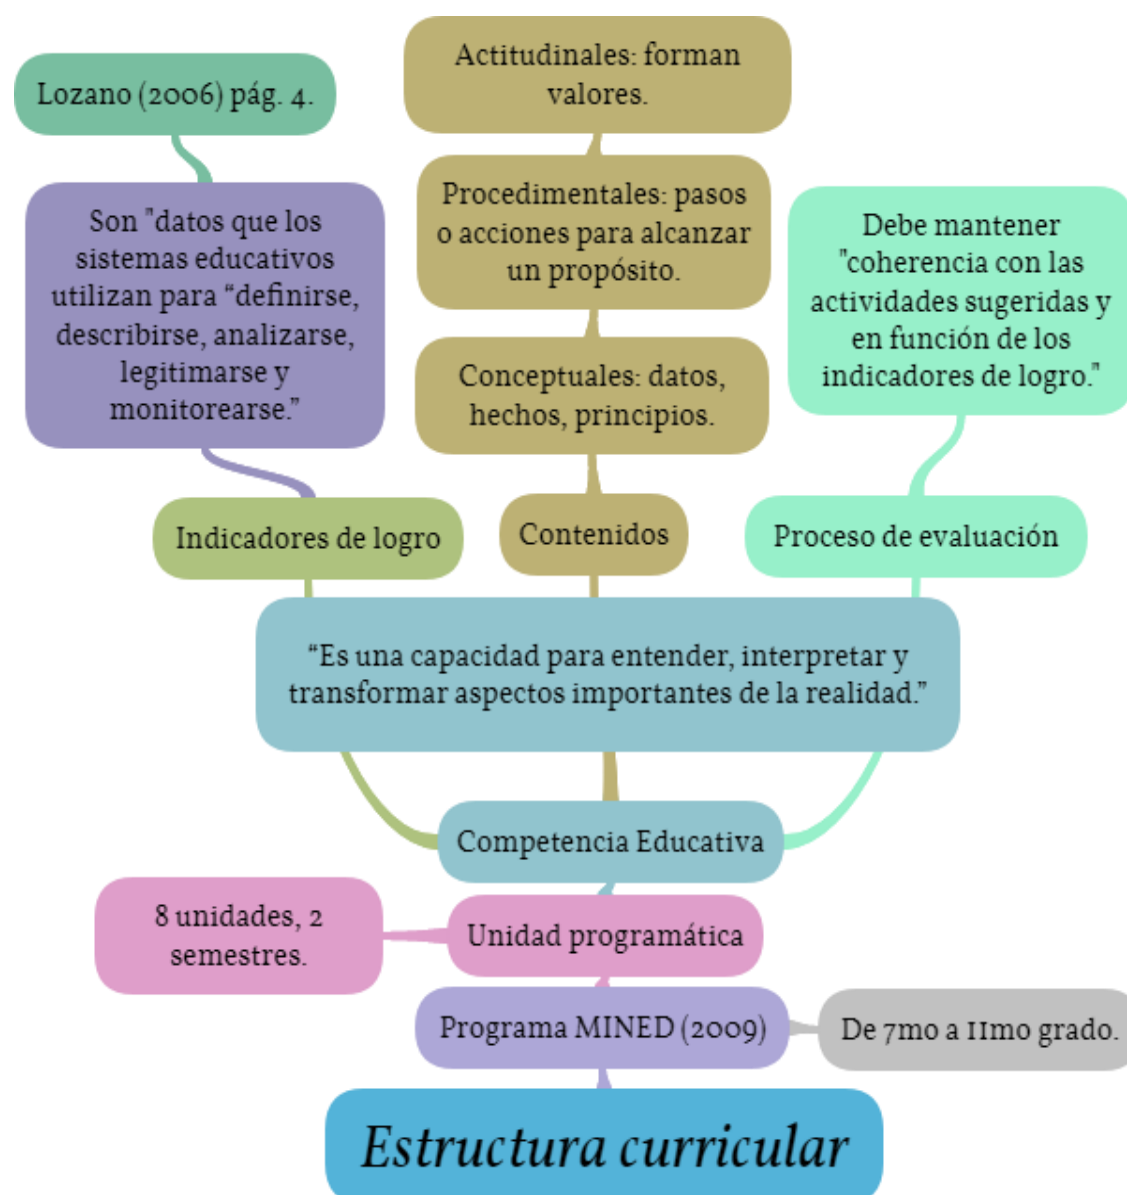 Actitudinales: forman
valores.
Lozano (2006) pág. 4.
Procedimentales: pasos
o acciones para alcanzar
un propósito.
Son "datos que los
sistemas educativos
utilizan para “definirse,
describirse, analizarse,
legitimarse y
monitorearse.”
Debe mantener
"coherencia con las
actividades sugeridas y
en función de los
indicadores de logro."
Conceptuales: datos,
hechos, principios.
Indicadores de logro
Contenidos
Proceso de evaluación
“Es una capacidad para entender, interpretar y
transformar aspectos importantes de la realidad.”
Competencia Educativa
8 unidades, 2
semestres.
Unidad programática
Programa MINED (2009)
De 7mo a 11mo grado.
Estructura curricular